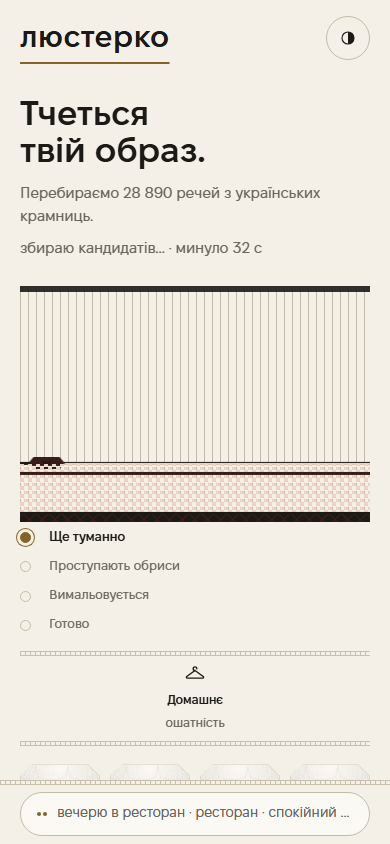 люстерко
Тчеться
твій образ.
Перебираємо 28 890 речей з українських
крамниць.
збираю кандидатів... · минуло 32 с
Ще туманно
Проступають обриси
Вимальовується
Готово
Домашнє
ошатність
вечерю в ресторан · ресторан · спокійний ...